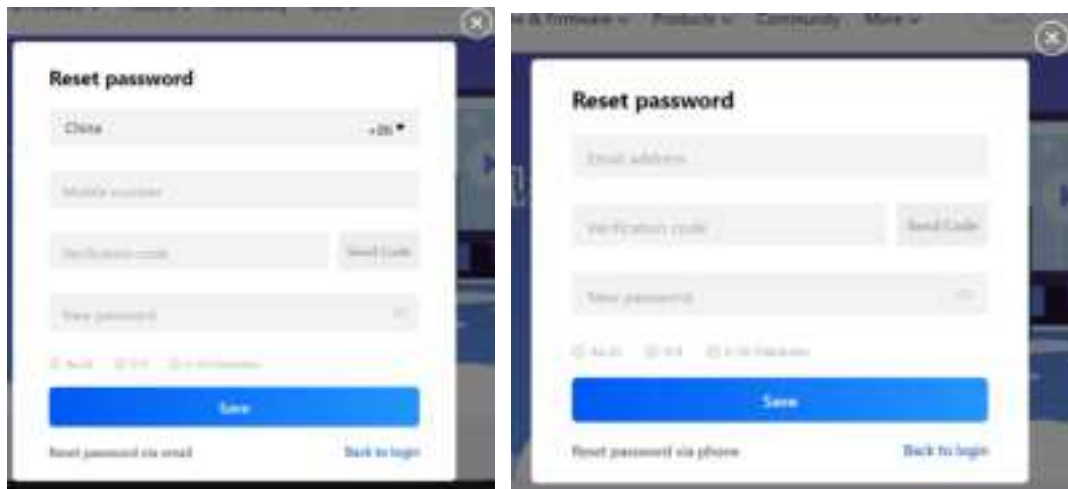 Reset password
China +86
Mobile number
Verification code Send Code
New password
Save
Reset password via email Back to login
& Firmware Products Community More
Reset password
Email address
Verification code Send Code
New password
Save
Reset password via phone Back to login